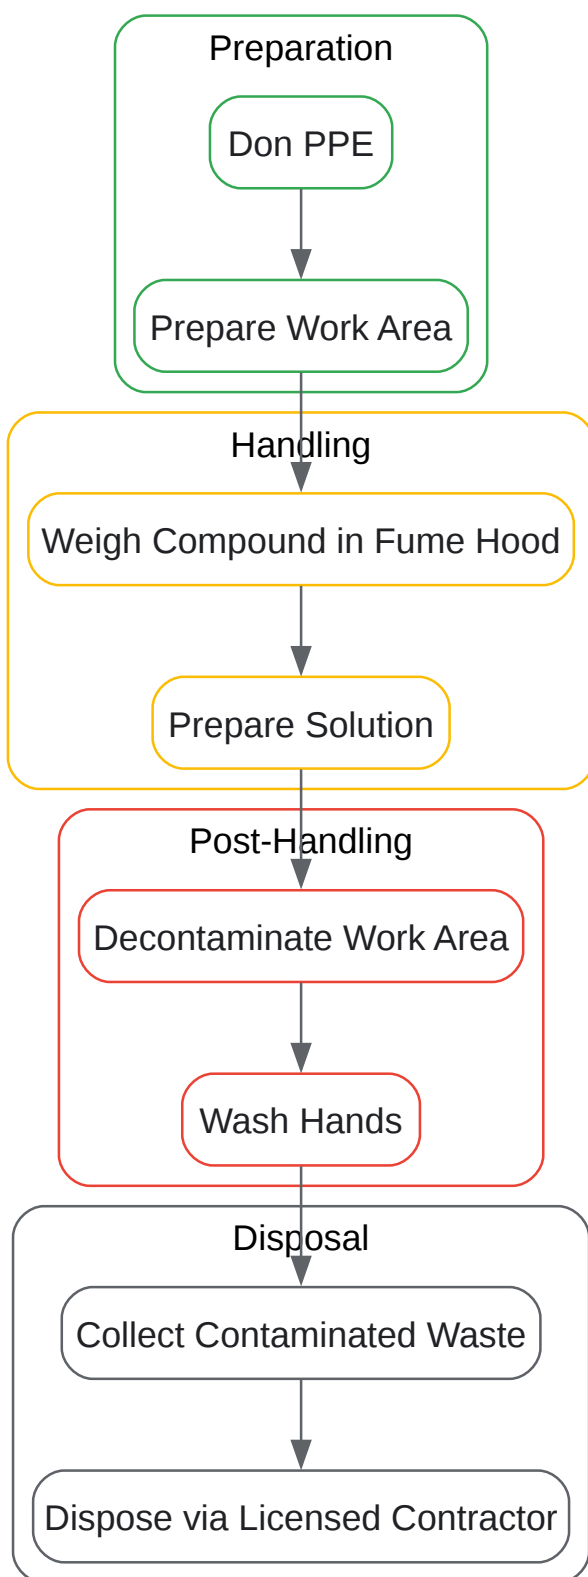 Preparation
Don PPE
Prepare Work Area
Handling
Weigh Compound in Fume Hood
Prepare Solution
Post-Handling
Decontaminate Work Area
Wash Hands
Disposal
Collect Contaminated Waste
Dispose via Licensed Contractor